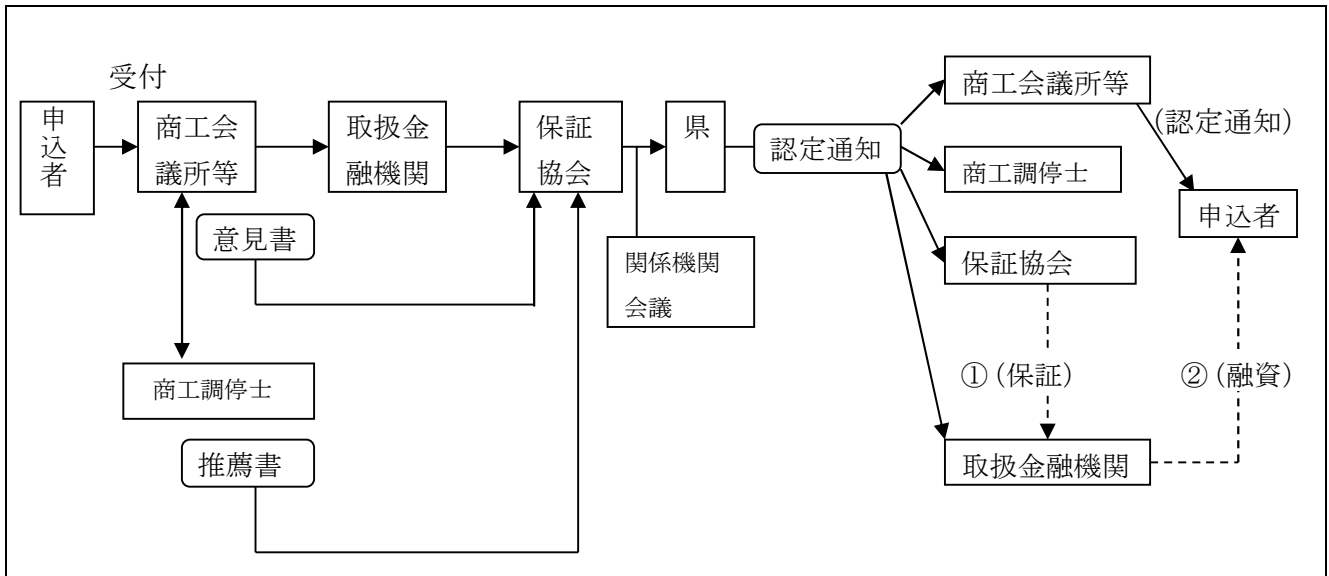 受付
申込者
商工会
議所等
取扱金
融機関
保証
協会
県
関係機関
会議
意見書
商工調停士
推薦書
認定通知
商工会議所等
(認定通知)
商工調停士
申込者
保証協会
①(保証)
②(融資)
取扱金融機関